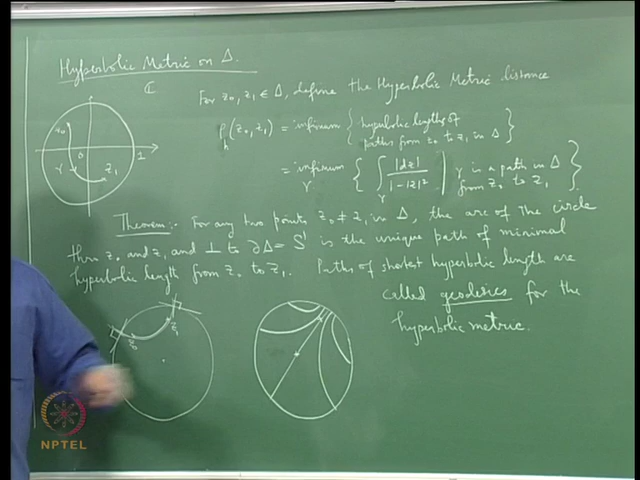 Hyperbolic Metric on Δ.
ℂ
For z₀, z₁ ∈ Δ, define the Hyperbolic Metric distance
ρₕ(z₀, z₁) = infimum { hyperbolic lengths of
paths from z₀ to z₁ in Δ }
= infimum { ∫ |dz| / 1-|z|² | γ is a path in Δ
γ γ from z₀ to z₁ }
z₀ 0 1
γ z₁
Theorem:- For any two points z₀ ≠ z₁ in Δ, the arc of the circle
thru z₀ and z₁ and ⊥ to ∂Δ = S¹ is the unique path of minimal
hyperbolic length from z₀ to z₁. Paths of shortest hyperbolic length are
called geodesics for the
hyperbolic metric.
z₀ z₁
NPTEL